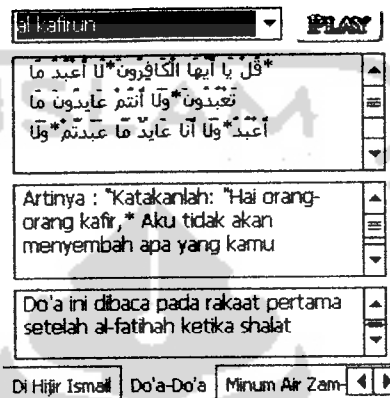 al kafirun
PLAY
*قُلْ يَا أَيُّهَا الْكَافِرُونَ*لَا أَعْبُدُ مَا
تَعْبُدُونَ*وَلَا أَنْتُمْ عَابِدُونَ مَا
أَعْبُدُ*وَلَا أَنَا عَابِدٌ مَا عَبَدْتُمْ*وَلَا
Artinya : "Katakanlah: "Hai orang-
orang kafir,* Aku tidak akan
menyembah apa yang kamu
Do'a ini dibaca pada rakaat pertama
setelah al-fatihah ketika shalat
Di Hijir Ismail Do'a-Do'a Minum Air Zam-